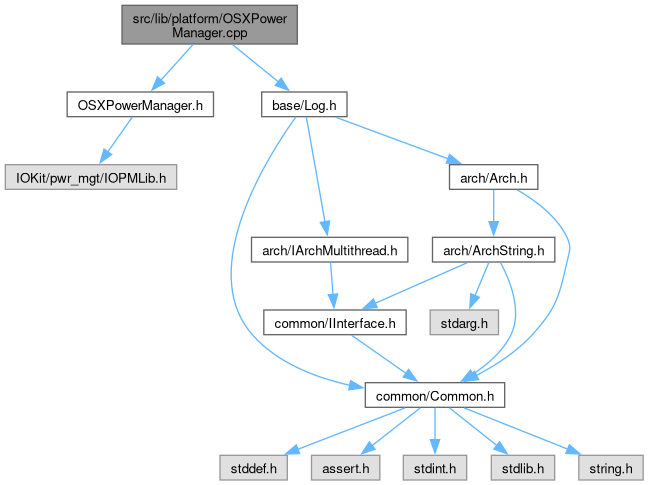 src/lib/platform/OSXPower
Manager.cpp
OSXPowerManager.h
base/Log.h
IOKit/pwr_mgt/IOPMLib.h
arch/Arch.h
arch/IArchMultithread.h
arch/ArchString.h
common/IInterface.h
stdarg.h
common/Common.h
stddef.h
assert.h
stdint.h
stdlib.h
string.h